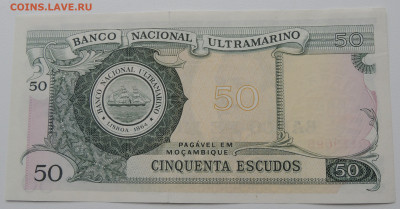 COINS.LAVE.RU
BANCO NACIONAL ULTRAMARINO
50
50
50
BANCO NACIONAL ULTRAMARINO
LISBOA 1864
PAGÁVEL EM
MOÇAMBIQUE
50 CINQUENTA ESCUDOS 50